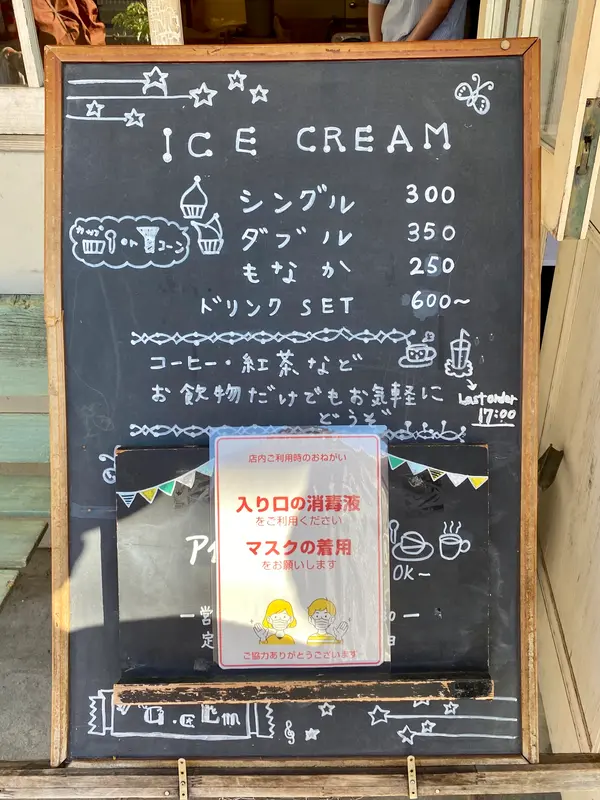 ICE CREAM
シングル 300
カップ or コーン
ダブル 350
もなか 250
ドリンク SET 600~
コーヒー・紅茶など
お飲物だけでもお気軽に
どうぞ
Last order
17:00
店内ご利用時のおねがい
入り口の消毒液
をご利用ください
マスクの着用
をお願いします
ご協力ありがとうございます
アイ
OK~
営
定